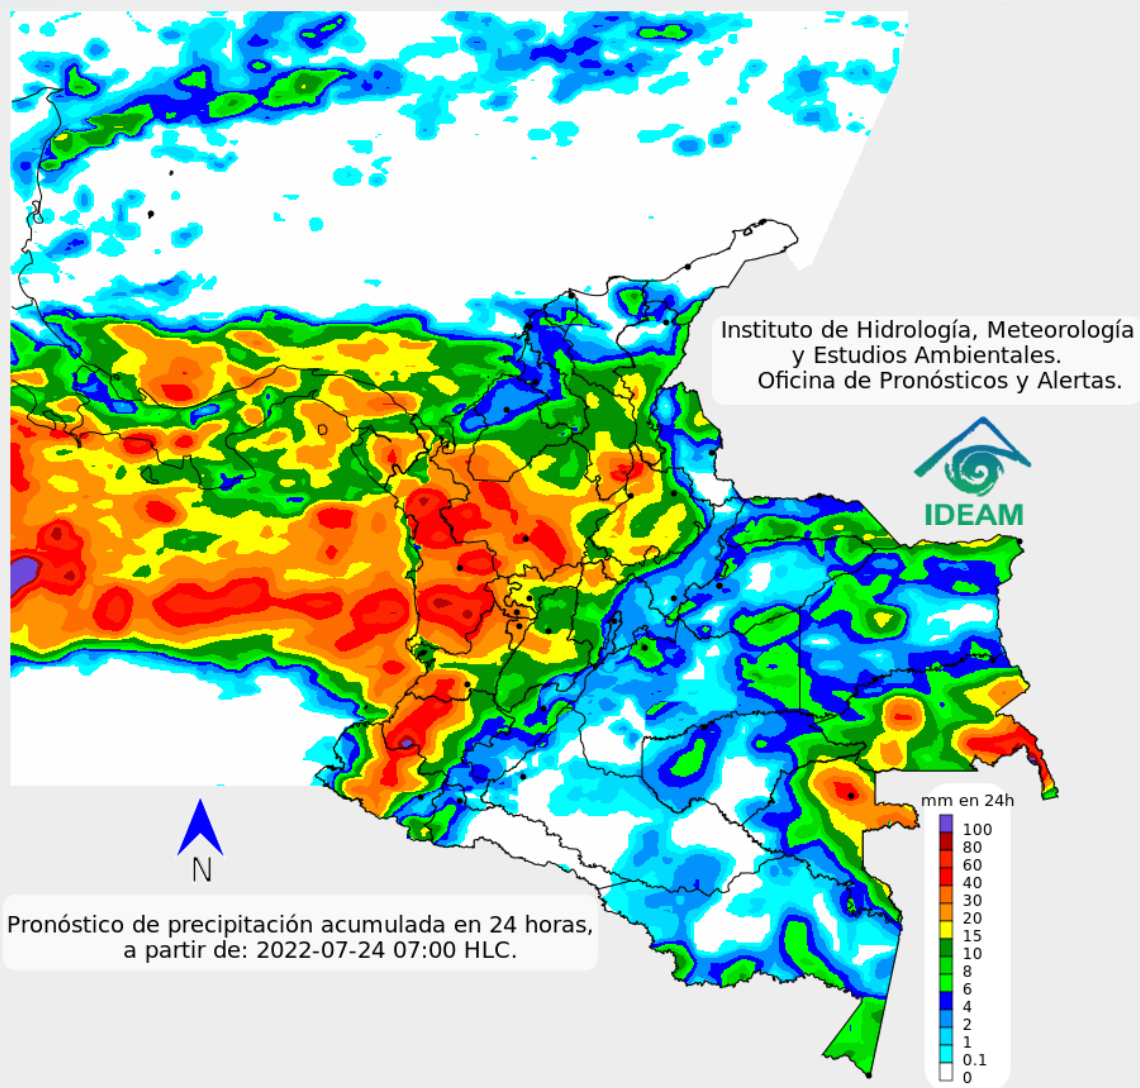 Instituto de Hidrología, Meteorología
y Estudios Ambientales.
Oficina de Pronósticos y Alertas.
IDEAM
mm en 24h
100
80
60
40
30
20
15
10
8
6
4
2
1
0.1
0
N
Pronóstico de precipitación acumulada en 24 horas,
a partir de: 2022-07-24 07:00 HLC.